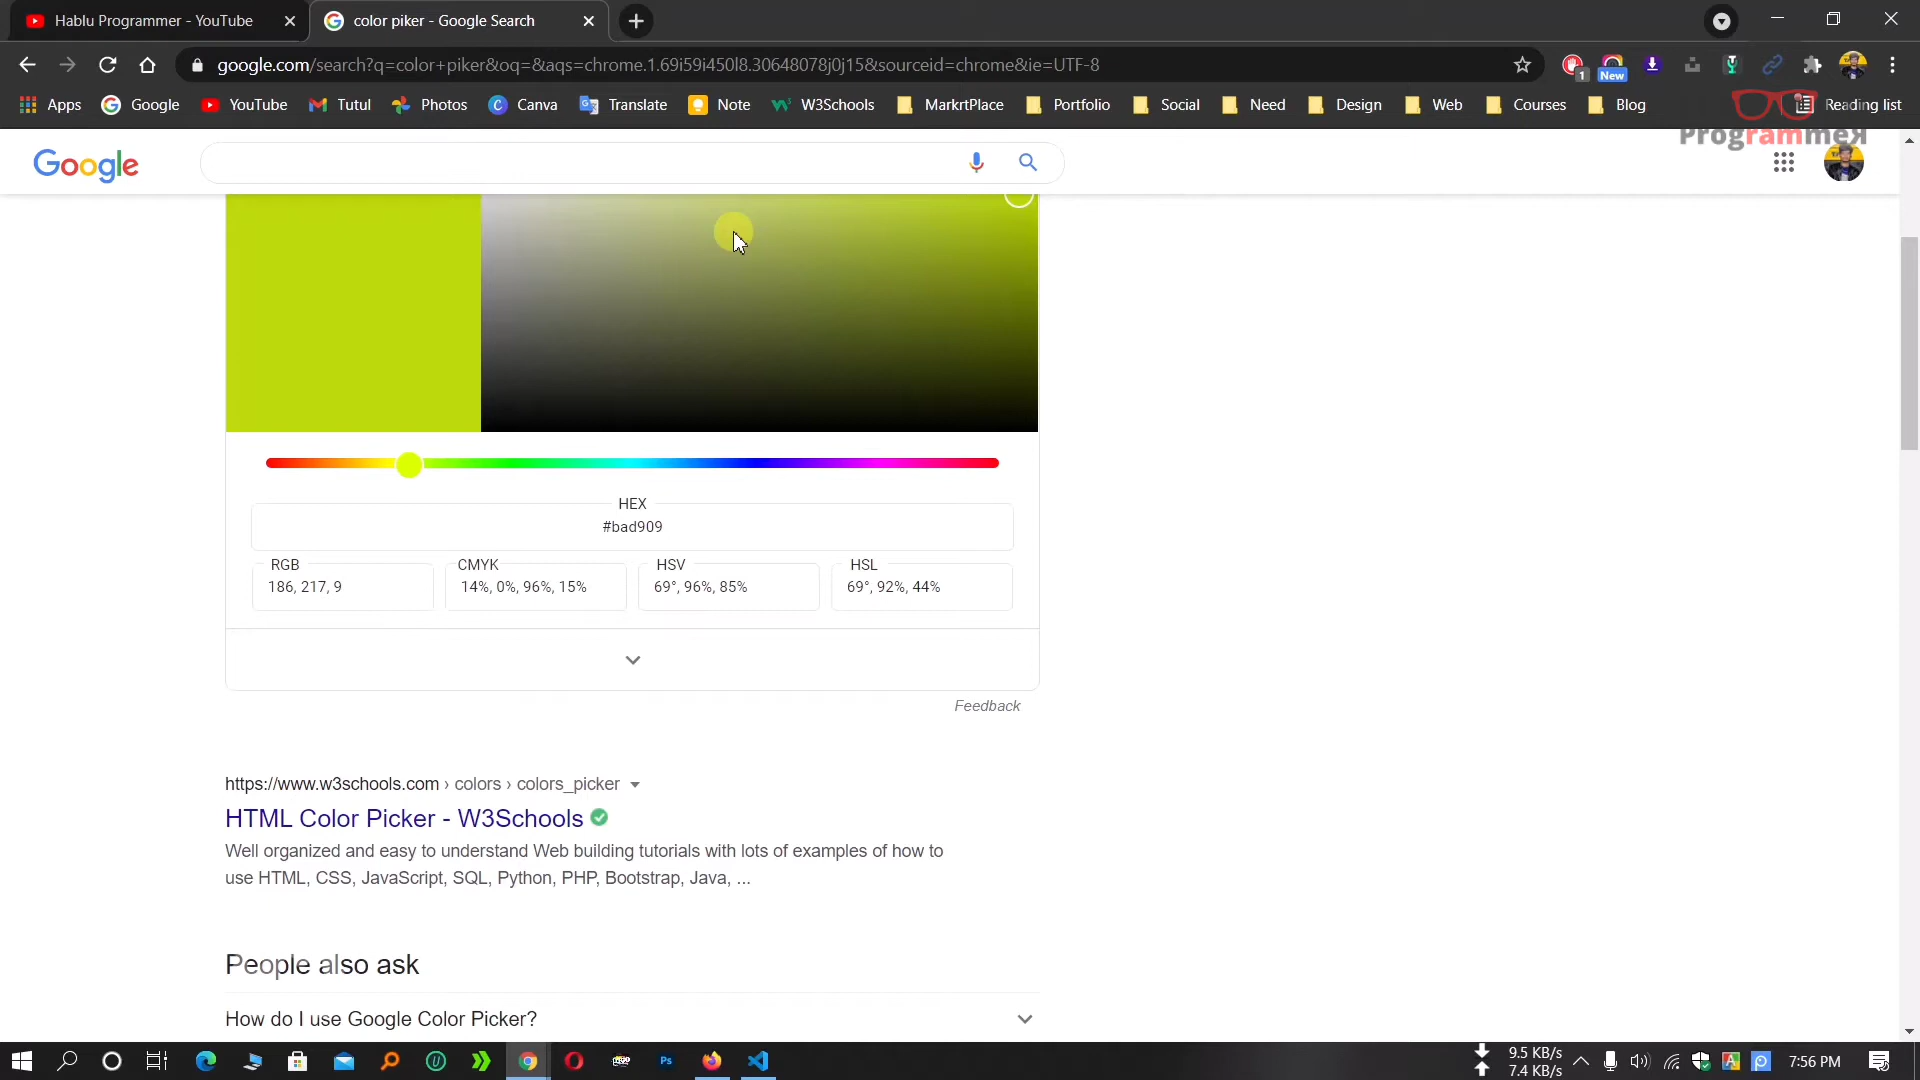 Hablu Programmer - YouTube
color piker - Google Search
google.com/search?q=color+piker&oq=&aqs=chrome.1.69i59i450l8.30648078j0j15&sourceid=chrome&ie=UTF-8
1
New
Apps
Google
YouTube
Tutul
Photos
Canva
Translate
Note
W3Schools
MarkrtPlace
Portfolio
Social
Need
Design
Web
Courses
Blog
Reading list
Programmer
Google
HEX
#bad909
RGB
186, 217, 9
CMYK
14%, 0%, 96%, 15%
HSV
69°, 96%, 85%
HSL
69°, 92%, 44%
Feedback
https://www.w3schools.com › colors › colors_picker
HTML Color Picker - W3Schools
Well organized and easy to understand Web building tutorials with lots of examples of how to
use HTML, CSS, JavaScript, SQL, Python, PHP, Bootstrap, Java, ...
People also ask
How do I use Google Color Picker?
Ps
9.5 KB/s
7.4 KB/s
7:56 PM